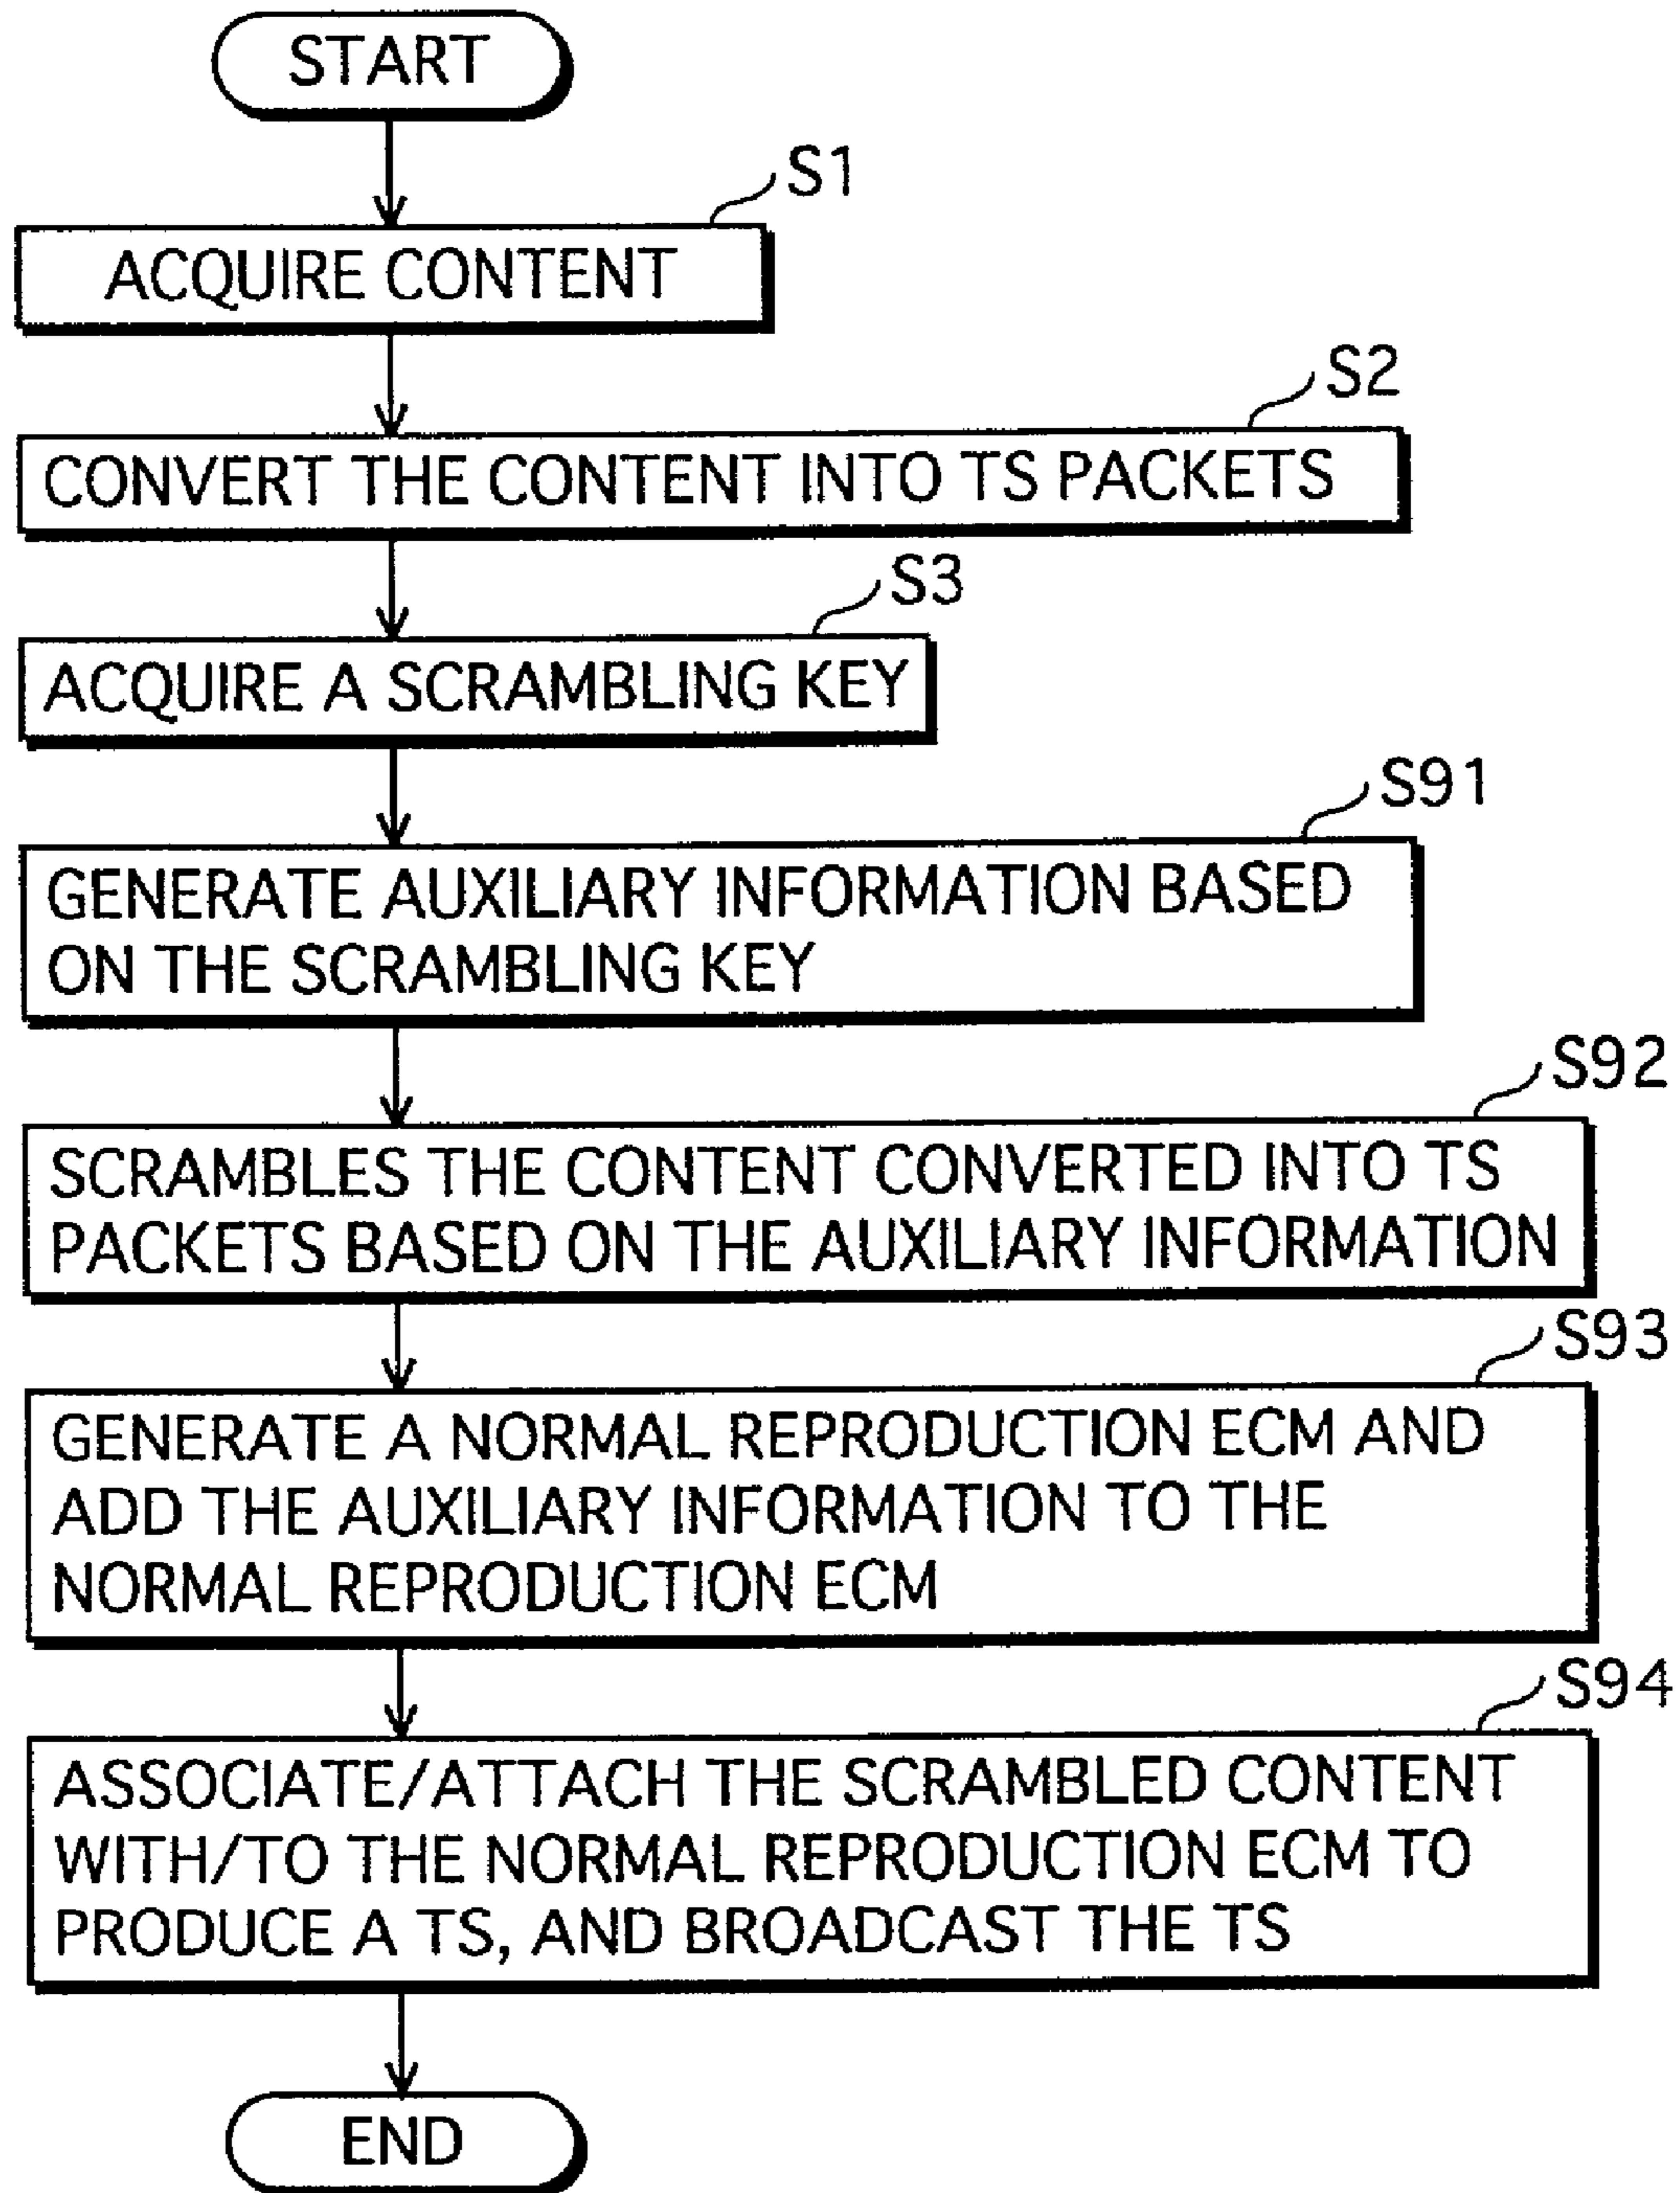 START
S1
ACQUIRE CONTENT
S2
CONVERT THE CONTENT INTO TS PACKETS
S3
ACQUIRE A SCRAMBLING KEY
S91
GENERATE AUXILIARY INFORMATION BASED
ON THE SCRAMBLING KEY
S92
SCRAMBLES THE CONTENT CONVERTED INTO TS
PACKETS BASED ON THE AUXILIARY INFORMATION
S93
GENERATE A NORMAL REPRODUCTION ECM AND
ADD THE AUXILIARY INFORMATION TO THE
NORMAL REPRODUCTION ECM
S94
ASSOCIATE/ATTACH THE SCRAMBLED CONTENT
WITH/TO THE NORMAL REPRODUCTION ECM TO
PRODUCE A TS, AND BROADCAST THE TS
END